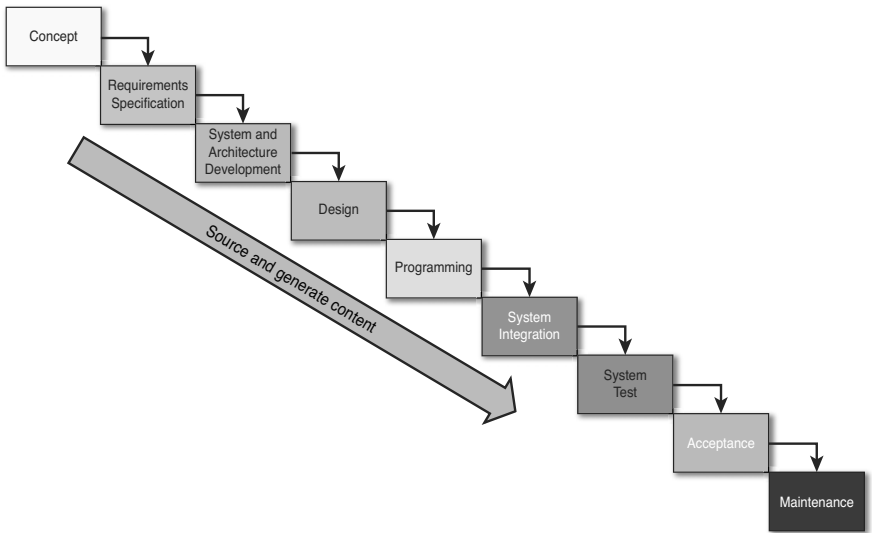 Concept
Requirements
Specification
System and
Architecture
Development
Design
Source and generate content
Programming
System
Integration
System
Test
Acceptance
Maintenance